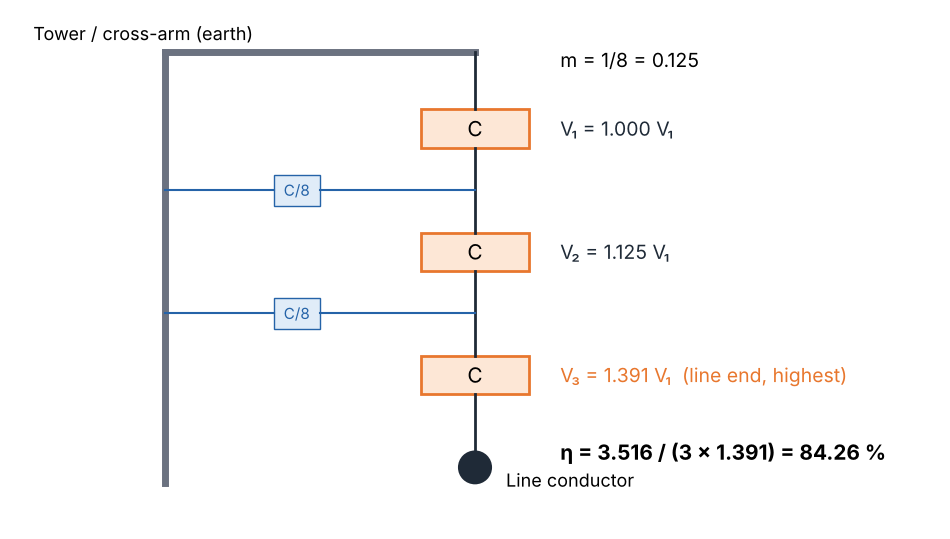 Tower / cross-arm (earth)
m = 1/8 = 0.125
C
V₁ = 1.000 V₁
C/8
C
V₂ = 1.125 V₁
C/8
C
V₃ = 1.391 V₁ (line end, highest)
η = 3.516 / (3 × 1.391) = 84.26 %
Line conductor